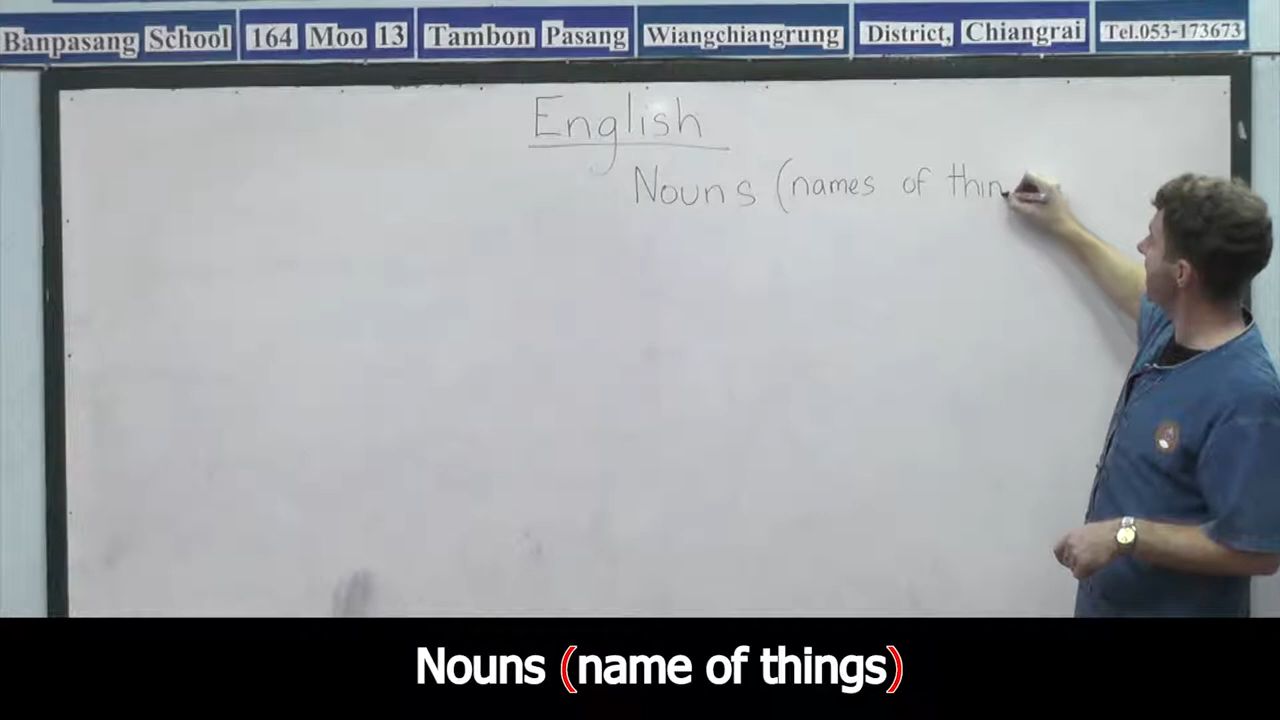 Banpasang School 164 Moo 13 Tambon Pasang Wiangchiangrung District, Chiangrai Tel.053-173673
English
Nouns (names of thin
Nouns (name of things)